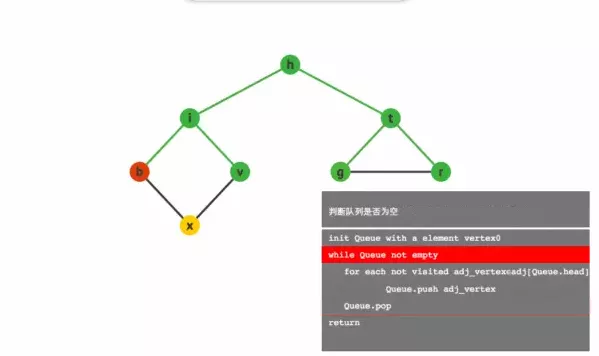 h
i
t
b
v
g
r
x
判断队列是否为空
init Queue with a element vertex0
while Queue not empty
for each not visited adj_vertex∈adj[Queue.head]
Queue.push adj_vertex
Queue.pop
return